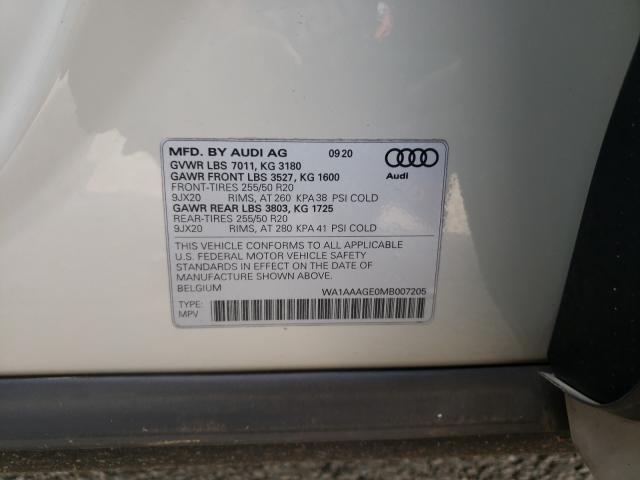 MFD. BY AUDI AG 09 20
GVWR LBS 7011, KG 3180
GAWR FRONT LBS 3527, KG 1600
FRONT-TIRES 255/50 R20
9JX20 RIMS, AT 260 KPA 38 PSI COLD
GAWR REAR LBS 3803, KG 1725
REAR-TIRES 255/50 R20
9JX20 RIMS, AT 280 KPA 41 PSI COLD
Audi
THIS VEHICLE CONFORMS TO ALL APPLICABLE
U.S. FEDERAL MOTOR VEHICLE SAFETY
STANDARDS IN EFFECT ON THE DATE OF
MANUFACTURE SHOWN ABOVE.
BELGIUM WA1AAAGE0MB007205
TYPE:
MPV